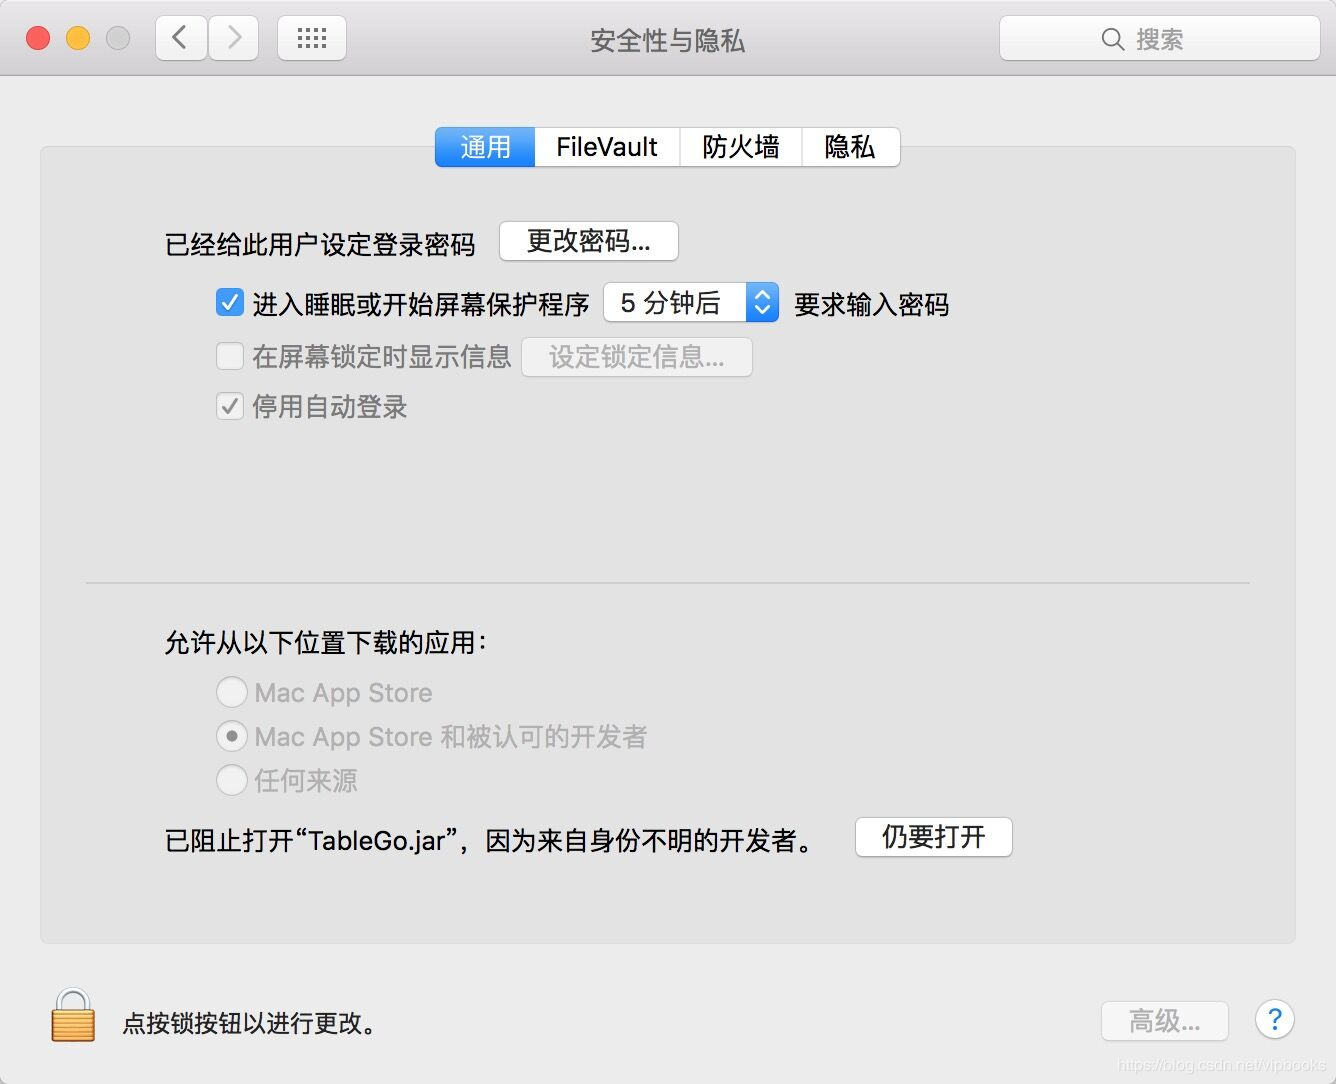 安全性与隐私
搜索
通用 FileVault 防火墙 隐私
已经给此用户设定登录密码 更改密码...
进入睡眠或开始屏幕保护程序 5 分钟后 要求输入密码
在屏幕锁定时显示信息 设定锁定信息...
停用自动登录
允许从以下位置下载的应用：
Mac App Store
Mac App Store 和被认可的开发者
任何来源
已阻止打开“TableGo.jar”，因为来自身份不明的开发者。 仍要打开
点按锁按钮以进行更改。
高级... ?
https://blog.csdn.net/vipbooks